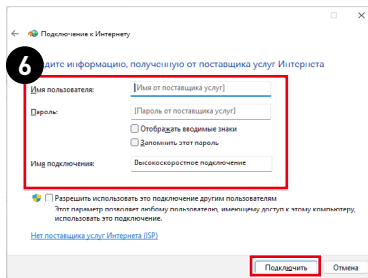 Подключение к Интернету
6
дите информацию, полученную от поставщика услуг Интернета
Имя пользователя: [Имя от поставщика услуг]
Пароль: [Пароль от поставщика услуг]
Отображать вводимые знаки
Запомнить этот пароль
Имя подключения: Высокоскоростное подключение
Разрешить использовать это подключение другим пользователям
Этот параметр позволяет любому пользователю, имеющему доступ к этому компьютеру,
использовать это подключение.
Нет поставщика услуг Интернета (ISP)
Подключить Отмена